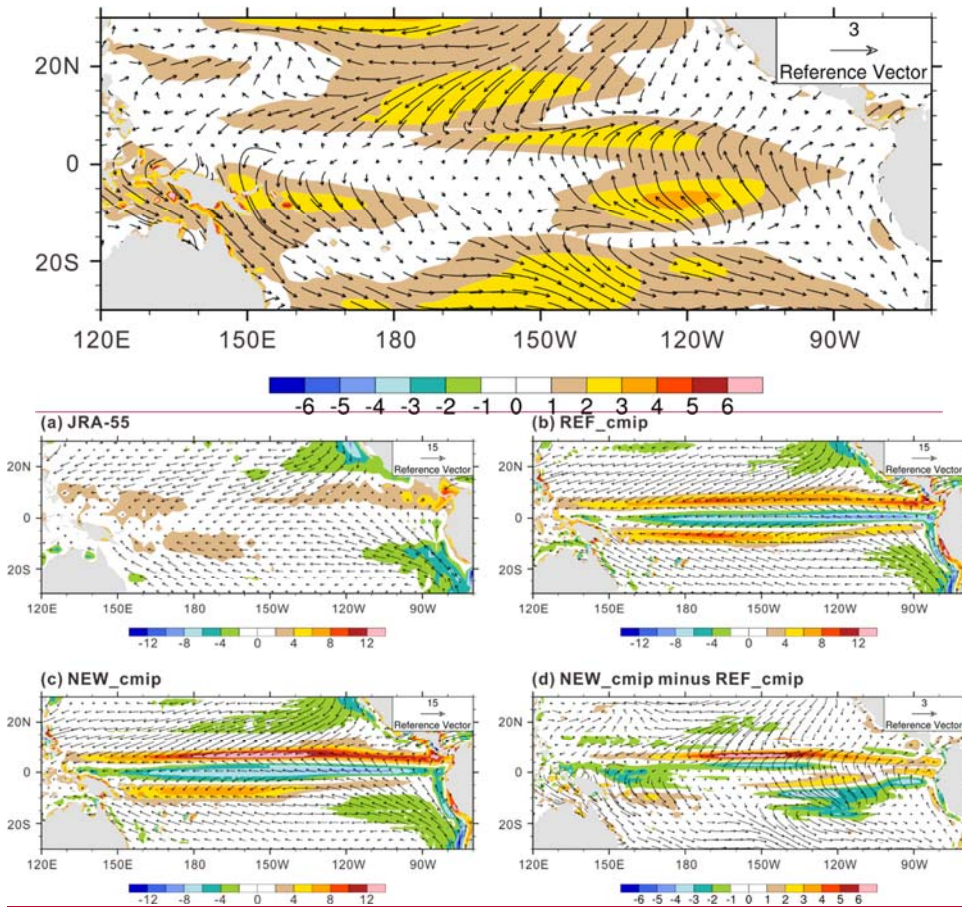 3
Reference Vector
20N
0
20S
120E 150E 180 150W 120W 90W
-6 -5 -4 -3 -2 -1 0 1 2 3 4 5 6
(a) JRA-55
15
Reference Vector
20N
0
20S
120E 150E 180 150W 120W 90W
-12 -8 -4 0 4 8 12
(b) REF_cmip
15
Reference Vector
20N
0
20S
120E 150E 180 150W 120W 90W
-12 -8 -4 0 4 8 12
(c) NEW_cmip
15
Reference Vector
20N
0
20S
120E 150E 180 150W 120W 90W
-12 -8 -4 0 4 8 12
(d) NEW_cmip minus REF_cmip
3
Reference Vector
20N
0
20S
120E 150E 180 150W 120W 90W
-6 -5 -4 -3 -2 -1 0 1 2 3 4 5 6